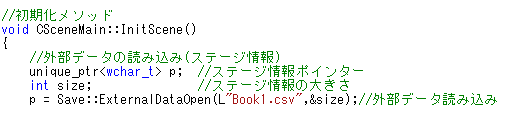 //初期化メソッド
void CSceneMain::InitScene()
{
//外部データの読み込み(ステージ情報)
unique_ptr<wchar_t> p; //ステージ情報ポインター
int size; //ステージ情報の大きさ
p = Save::ExternalDataOpen(L"Book1.csv",&size);//外部データ読み込み